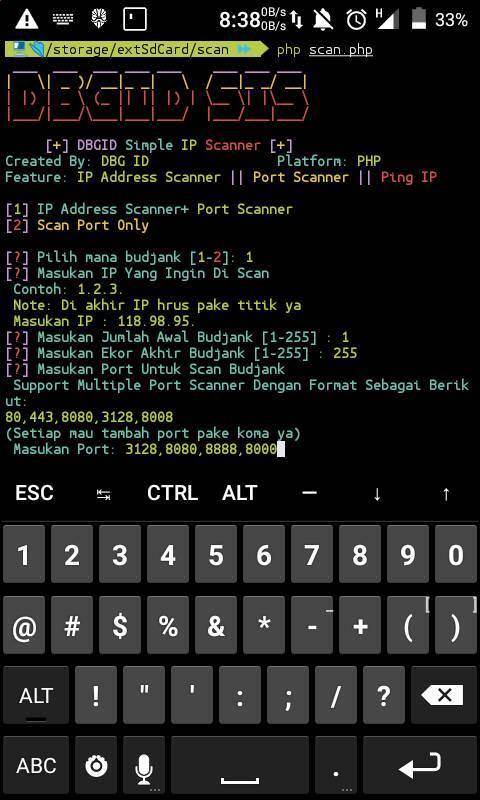 8:38 0B/s 0B/s H 33%
/storage/extSdCard/scan php scan.php
DBGID SIS
[+] DBGID Simple IP Scanner [+]
Created By: DBG ID Platform: PHP
Feature: IP Address Scanner || Port Scanner || Ping IP
[1] IP Address Scanner+ Port Scanner
[2] Scan Port Only
[?] Pilih mana budjank [1-2]: 1
[?] Masukan IP Yang Ingin Di Scan
Contoh: 1.2.3.
Note: Di akhir IP hrus pake titik ya
Masukan IP : 118.98.95.
[?] Masukan Jumlah Awal Budjank [1-255] : 1
[?] Masukan Ekor Akhir Budjank [1-255] : 255
[?] Masukan Port Untuk Scan Budjank
Support Multiple Port Scanner Dengan Format Sebagai Berik
ut:
80,443,8080,3128,8008
(Setiap mau tambah port pake koma ya)
Masukan Port: 3128,8080,8888,8000
ESC ↹ CTRL ALT — ↓ ↑
1 2 3 4 5 6 7 8 9 0
@ # $ % & * - _ + ( [ ) ]
ALT ! " ' : ; / ?
ABC ... . ...